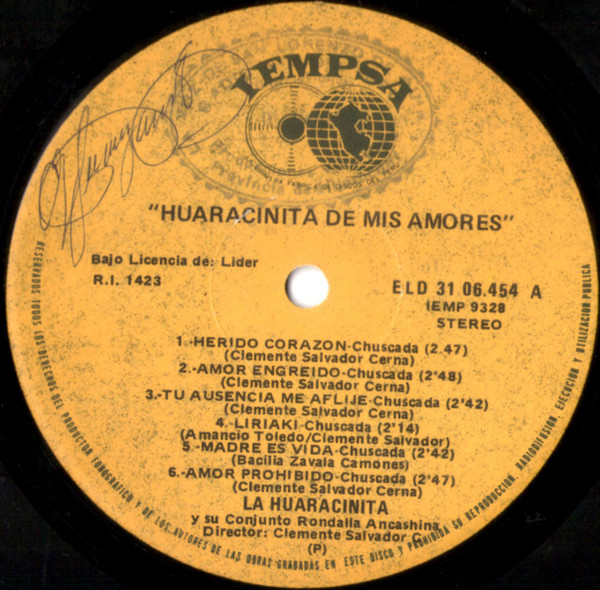 IEMPSA
"HUARACINITA DE MIS AMORES"
Bajo Licencia de: Lider
R.I. 1423
ELD 31 06.454 A
IEMP 9328
STEREO
1.-HERIDO CORAZON-Chuscada (2 47)
(Clemente Salvador Cerna)
2.-AMOR ENGREIDO-Chuscada (2'48)
(Clemente Salvador Cerna)
3.-TU AUSENCIA ME AFLIJE-Chuscada (2'42)
(Clemente Salvador Cerna)
4.-LIRIAKI-Chuscada (2'14)
(Amancio Toledo/Clemente Salvador)
5.-MADRE ES VIDA-Chuscada (2'42)
(Bacilia Zavala Camones)
6.-AMOR PROHIBIDO-Chuscada (2'47)
(Clemente Salvador Cerna)
LA HUARACINITA
y su Conjunto Rondalla Ancashina
Director: Clemente Salvador C.
(P)
RESERVADOS TODOS LOS DERECHOS DEL PRODUCTOR FONOGRAFICO Y DE LOS AUTORES DE LAS OBRAS GRABADAS EN ESTE DISCO Y PROHIBIDO SU REPRODUCCION, RADIODIFUSION, EJECUCION Y UTILIZACION PUBLICA